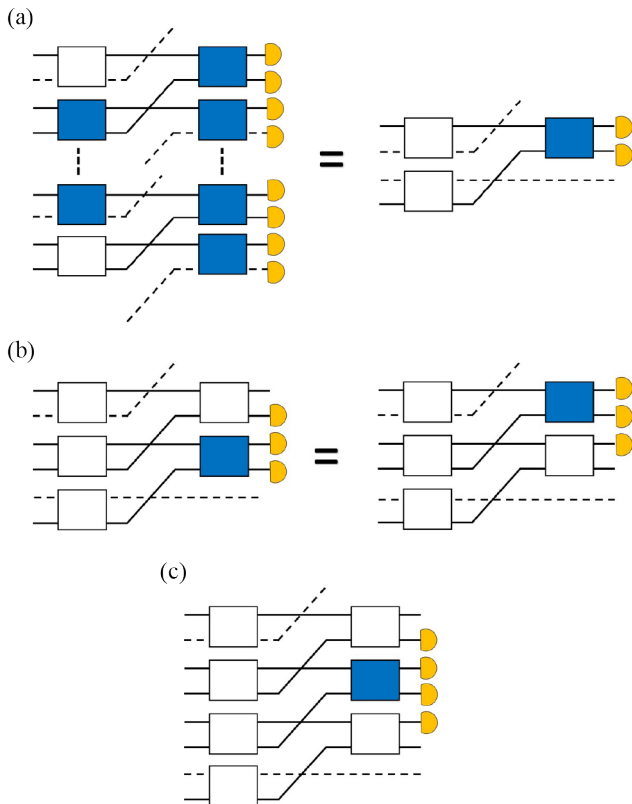 (a)
=
(b)
=
(c)